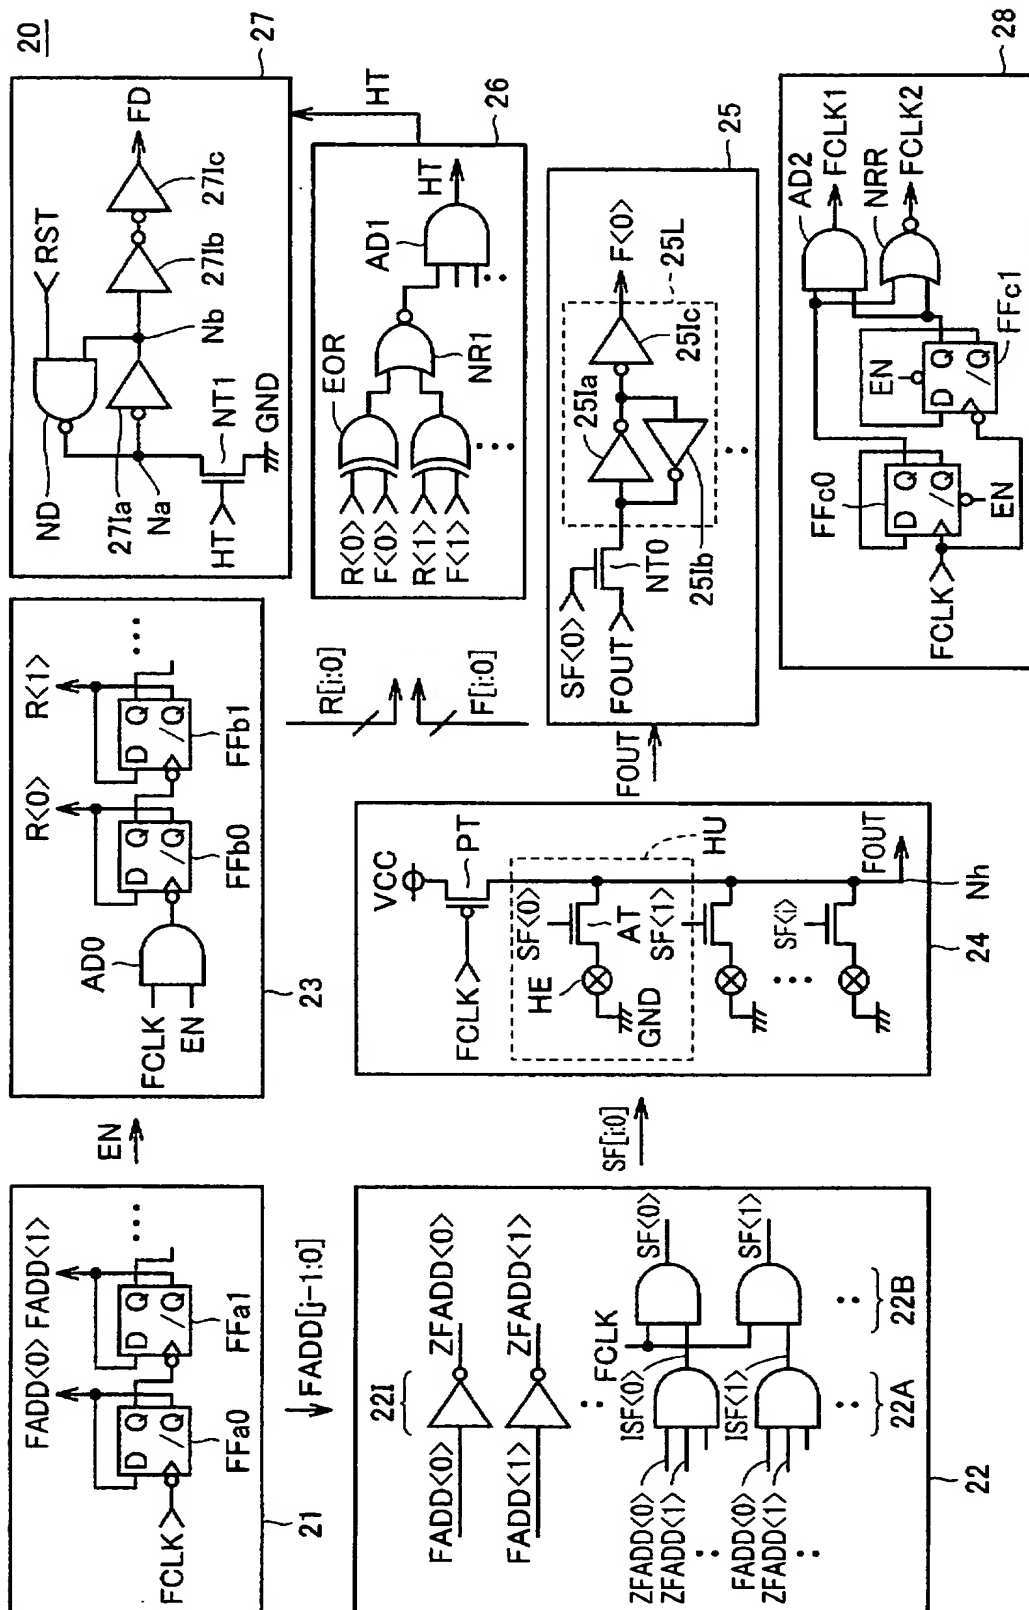 20
FADD<0>
FADD<1>
D Q
/Q
D Q
/Q
...
FCLK
FFa0
FFa1
21
EN
R<0>
R<1>
AD0
FCLK
EN
D Q
/Q
D Q
/Q
...
FFb0
FFb1
23
RST
ND
27Ia
Na
Nb
HT
NT1
GND
27Ib
27Ic
FD
27
FADD[j-1:0]
R[i:0]
F[i:0]
HT
R<0>
F<0>
R<1>
F<1>
EOR
NR1
AD1
HT
26
22I
FADD<0>
ZFADD<0>
FADD<1>
ZFADD<1>
FCLK
ISF<0>
SF<0>
ISF<1>
SF<1>
ZFADD<0>
ZFADD<1>
FADD<0>
ZFADD<1>
22A
22B
22
SF[i:0]
VCC
FCLK
PT
HU
SF<0>
HE
AT
GND
SF<1>
SF<i>
...
FOUT
Nh
24
FOUT
SF<0>
FOUT
NT0
25Ia
25Ib
25Ic
25L
F<0>
25
FCLK
FFc0
D Q
/Q
EN
EN
D Q
/Q
FFc1
AD2
FCLK1
NRR
FCLK2
28